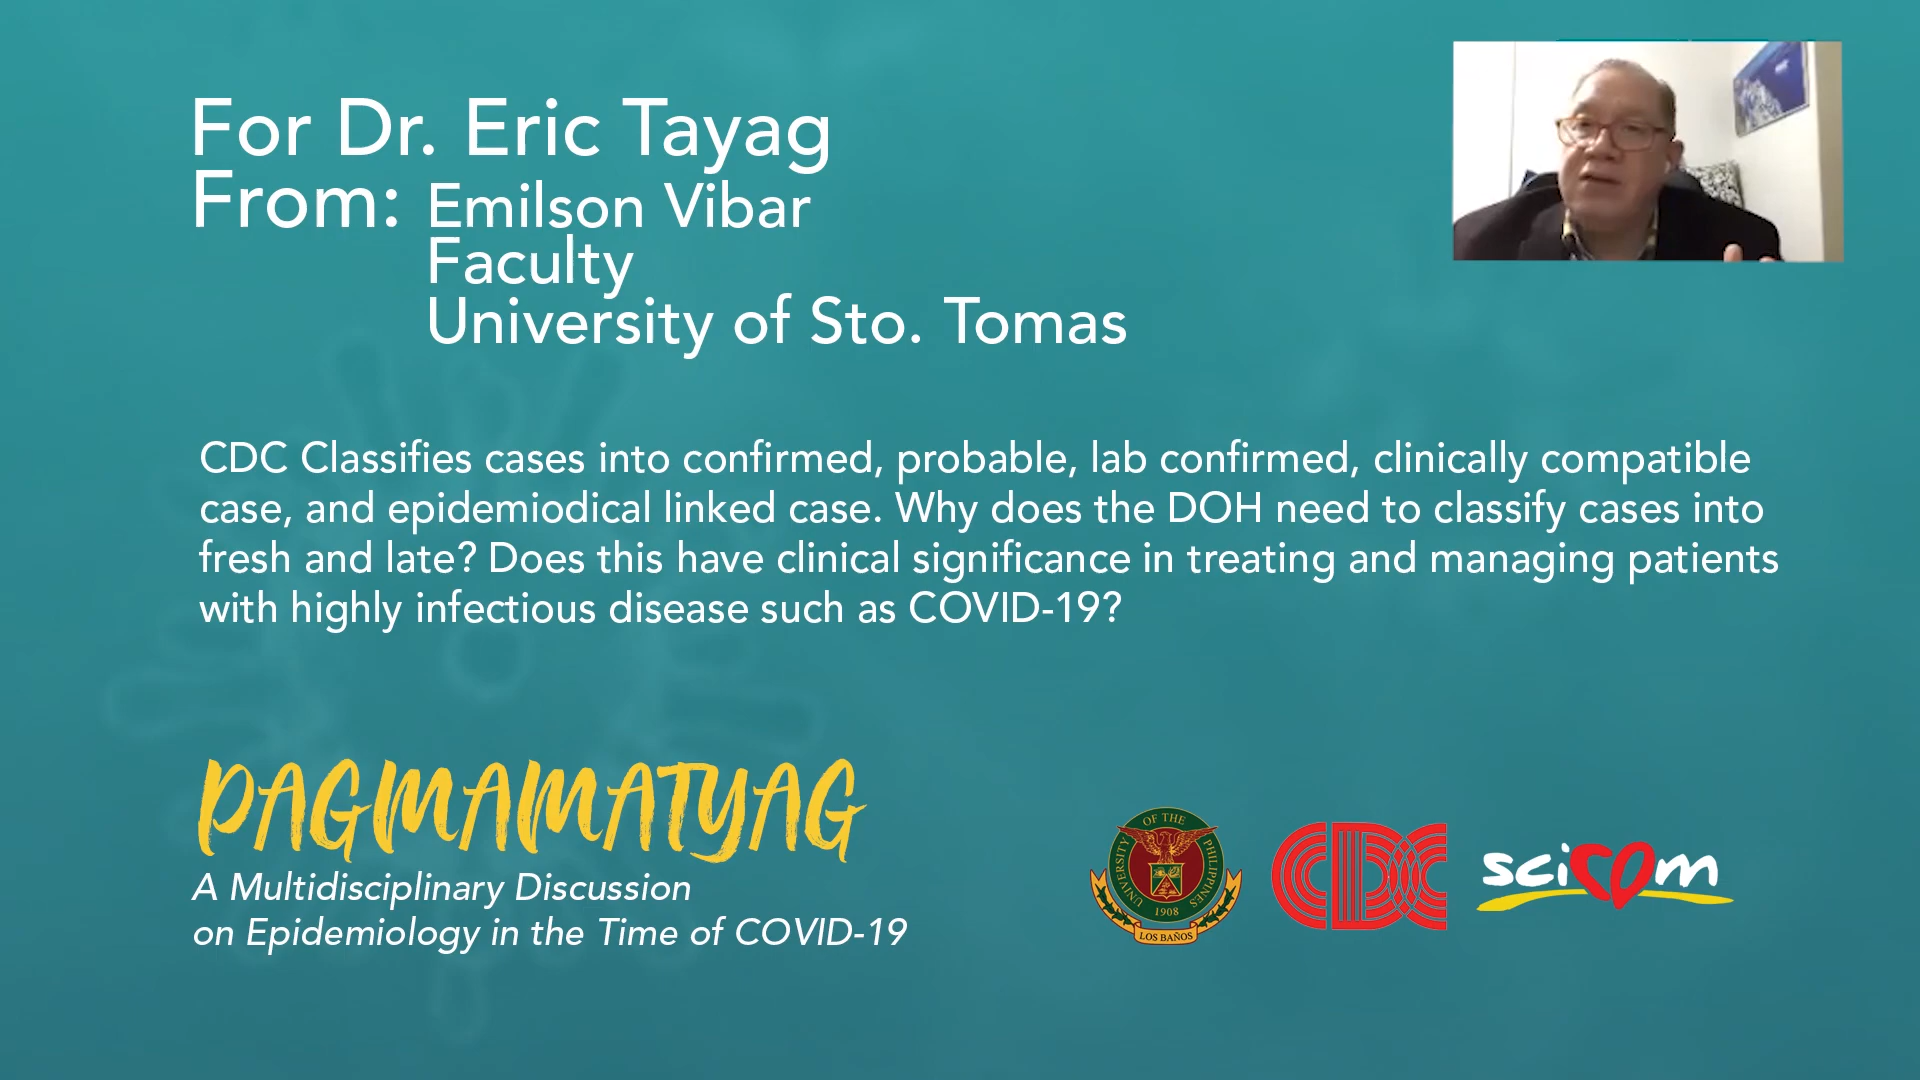 For Dr. Eric Tayag
From: Emilson Vibar
Faculty
University of Sto. Tomas
CDC Classifies cases into confirmed, probable, lab confirmed, clinically compatible
case, and epidemiodical linked case. Why does the DOH need to classify cases into
fresh and late? Does this have clinical significance in treating and managing patients
with highly infectious disease such as COVID-19?
PAGMAMATYAG
A Multidisciplinary Discussion
on Epidemiology in the Time of COVID-19
UNIVERSITY OF THE PHILIPPINES
1908
LOS BAÑOS
CDC
scicom